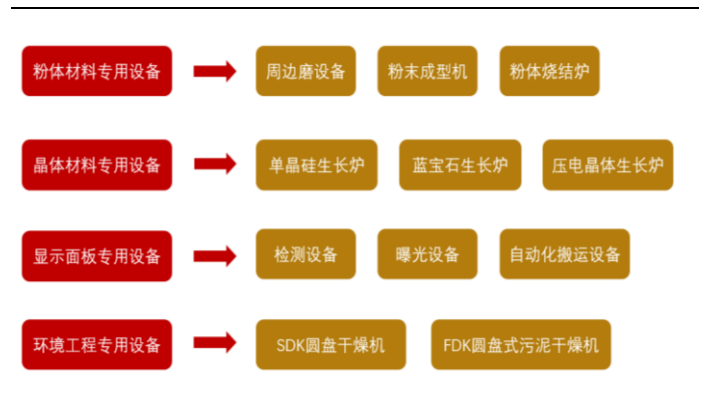 粉体材料专用设备 周边磨设备 粉末成型机 粉体烧结炉
晶体材料专用设备 单晶硅生长炉 蓝宝石生长炉 压电晶体生长炉
显示面板专用设备 检测设备 曝光设备 自动化搬运设备
环境工程专用设备 SDK圆盘干燥机 FDK圆盘式污泥干燥机